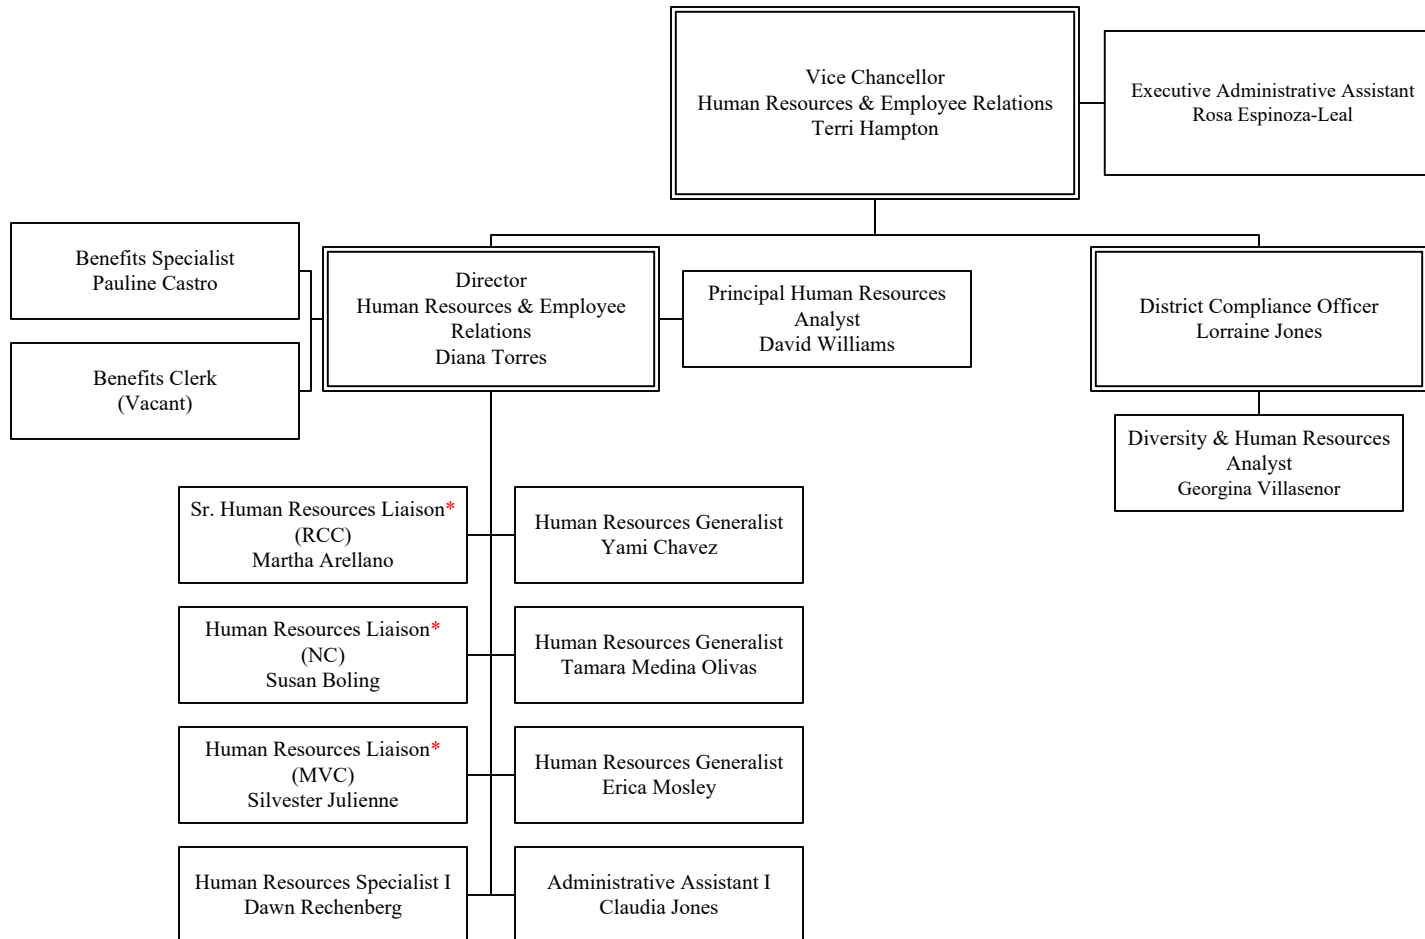 Vice Chancellor
Human Resources & Employee Relations
Terri Hampton
Executive Administrative Assistant
Rosa Espinoza-Leal
Benefits Specialist
Pauline Castro
Benefits Clerk
(Vacant)
Director
Human Resources & Employee
Relations
Diana Torres
Principal Human Resources
Analyst
David Williams
District Compliance Officer
Lorraine Jones
Diversity & Human Resources
Analyst
Georgina Villasenor
Sr. Human Resources Liaison*
(RCC)
Martha Arellano
Human Resources Generalist
Yami Chavez
Human Resources Liaison*
(NC)
Susan Boling
Human Resources Generalist
Tamara Medina Olivas
Human Resources Liaison*
(MVC)
Silvester Julienne
Human Resources Generalist
Erica Mosley
Human Resources Specialist I
Dawn Rechenberg
Administrative Assistant I
Claudia Jones